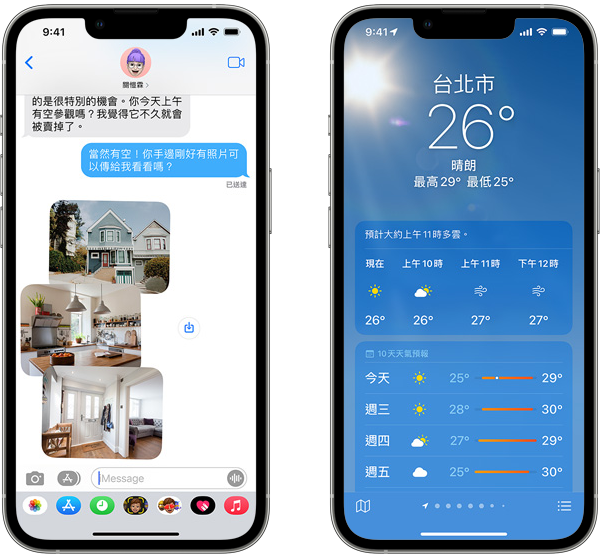 9:41
關愷霖
的是很特別的機會。你今天上午
有空參觀嗎？我覺得它不久就會
被賣掉了。
當然有空！你手邊剛好有照片可
以傳給我看看嗎？
已送達
Message
9:41
台北市
26°
晴朗
最高29° 最低25°
預計大約上午11時多雲。
現在 上午10時 上午11時 下午12時
26° 26° 27° 27°
10天天氣預報
今天 25° 29°
週三 28° 30°
週四 27° 29°
週五 25° 30°